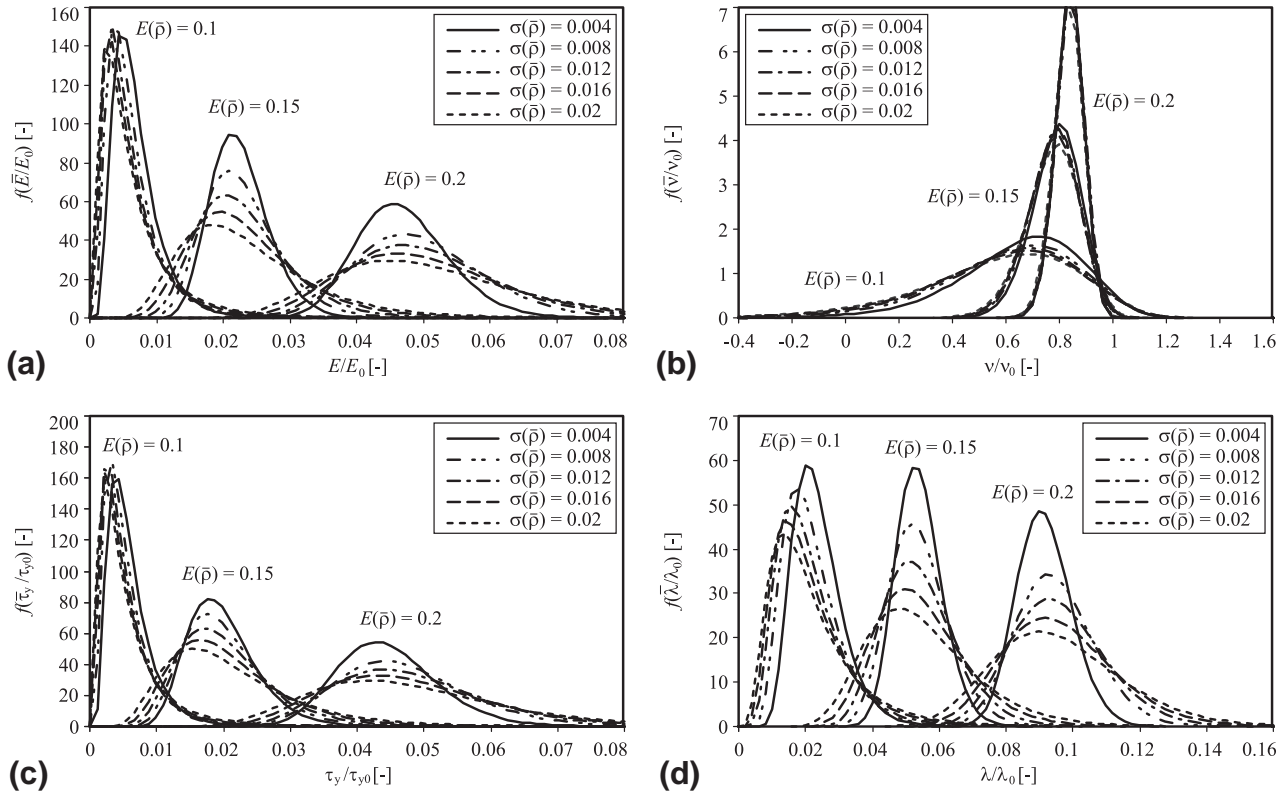 160
140
120
100
80
60
40
20
0
f(Ē/E₀) [-]
E(ρ̄) = 0.1
E(ρ̄) = 0.15
E(ρ̄) = 0.2
σ(ρ̄) = 0.004
σ(ρ̄) = 0.008
σ(ρ̄) = 0.012
σ(ρ̄) = 0.016
σ(ρ̄) = 0.02
0 0.01 0.02 0.03 0.04 0.05 0.06 0.07 0.08
E/E₀ [-]
(a)
7
6
5
4
3
2
1
0
f(ν̄/ν₀) [-]
σ(ρ̄) = 0.004
σ(ρ̄) = 0.008
σ(ρ̄) = 0.012
σ(ρ̄) = 0.016
σ(ρ̄) = 0.02
E(ρ̄) = 0.2
E(ρ̄) = 0.15
E(ρ̄) = 0.1
-0.4 -0.2 0 0.2 0.4 0.6 0.8 1 1.2 1.4 1.6
ν/ν₀ [-]
(b)
200
180
160
140
120
100
80
60
40
20
0
f(τ̄y /τy0) [-]
E(ρ̄) = 0.1
E(ρ̄) = 0.15
E(ρ̄) = 0.2
σ(ρ̄) = 0.004
σ(ρ̄) = 0.008
σ(ρ̄) = 0.012
σ(ρ̄) = 0.016
σ(ρ̄) = 0.02
0 0.01 0.02 0.03 0.04 0.05 0.06 0.07 0.08
τy /τy0 [-]
(c)
70
60
50
40
30
20
10
0
f(λ̄/λ₀) [-]
E(ρ̄) = 0.1
E(ρ̄) = 0.15
E(ρ̄) = 0.2
σ(ρ̄) = 0.004
σ(ρ̄) = 0.008
σ(ρ̄) = 0.012
σ(ρ̄) = 0.016
σ(ρ̄) = 0.02
0 0.02 0.04 0.06 0.08 0.1 0.12 0.14 0.16
λ/λ₀ [-]
(d)